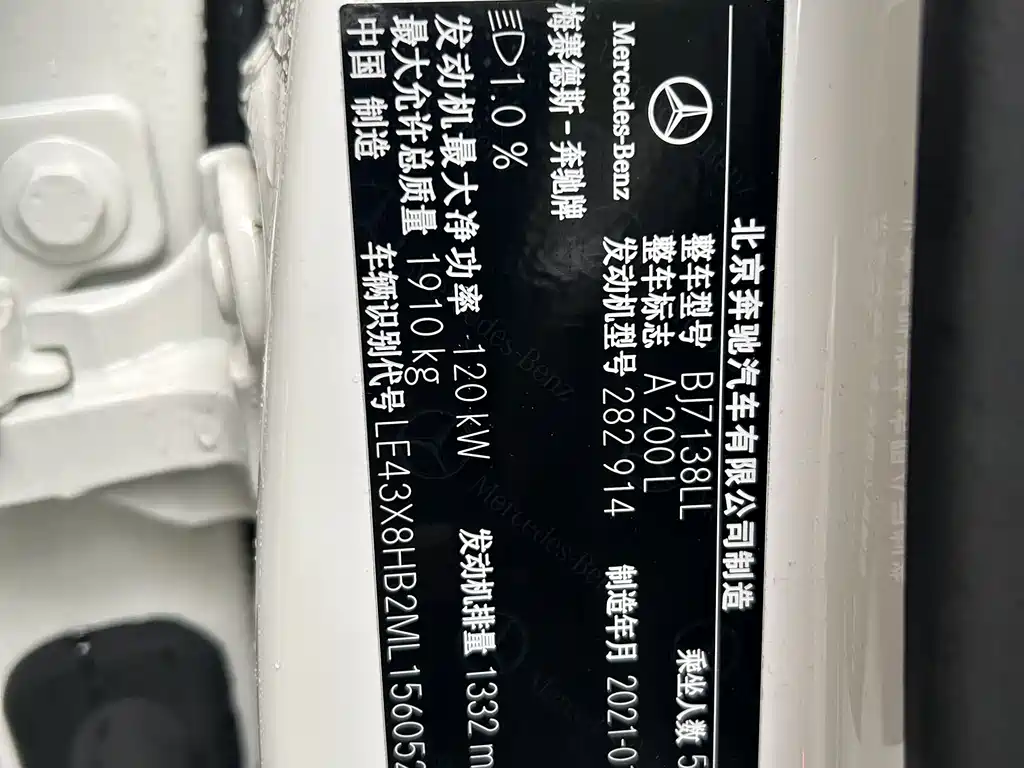 北京奔驰汽车有限公司制造
Mercedes-Benz
梅赛德斯-奔驰牌
整车型号 BJ7138LL 乘坐人数 5
整车标志 A 200 L
发动机型号 282 914 制造年月 2021-0
1.0 %
发动机最大净功率 120 kW 发动机排量 1332 m
最大允许总质量 1910 kg
中国 制造 车辆识别代号 LE43X8HB2ML156052